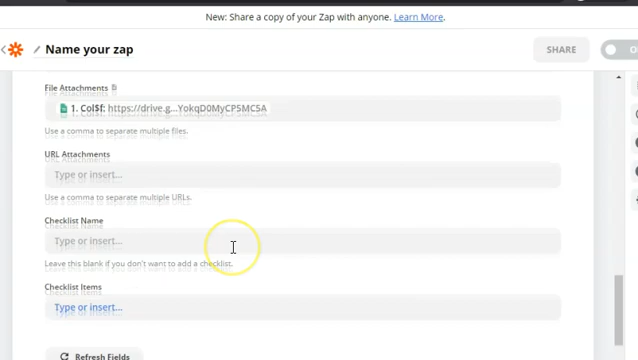 New: Share a copy of your Zap with anyone. Learn More.
Name your zap
SHARE
File Attachments
1. Col$f: https://drive.g...YokqD0MyCPSMCSA
Use a comma to separate multiple files.
URL Attachments
Type or insert...
Use a comma to separate multiple URLs.
Checklist Name
Type or insert...
Leave this blank if you don't want to add a checklist.
Checklist Items
Type or insert...
Refresh Fields